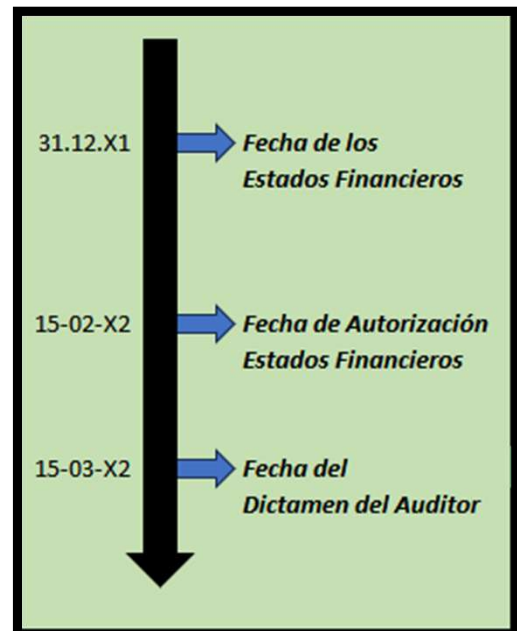 31.12.X1
Fecha de los
Estados Financieros
15-02-X2
Fecha de Autorización
Estados Financieros
15-03-X2
Fecha del
Dictamen del Auditor